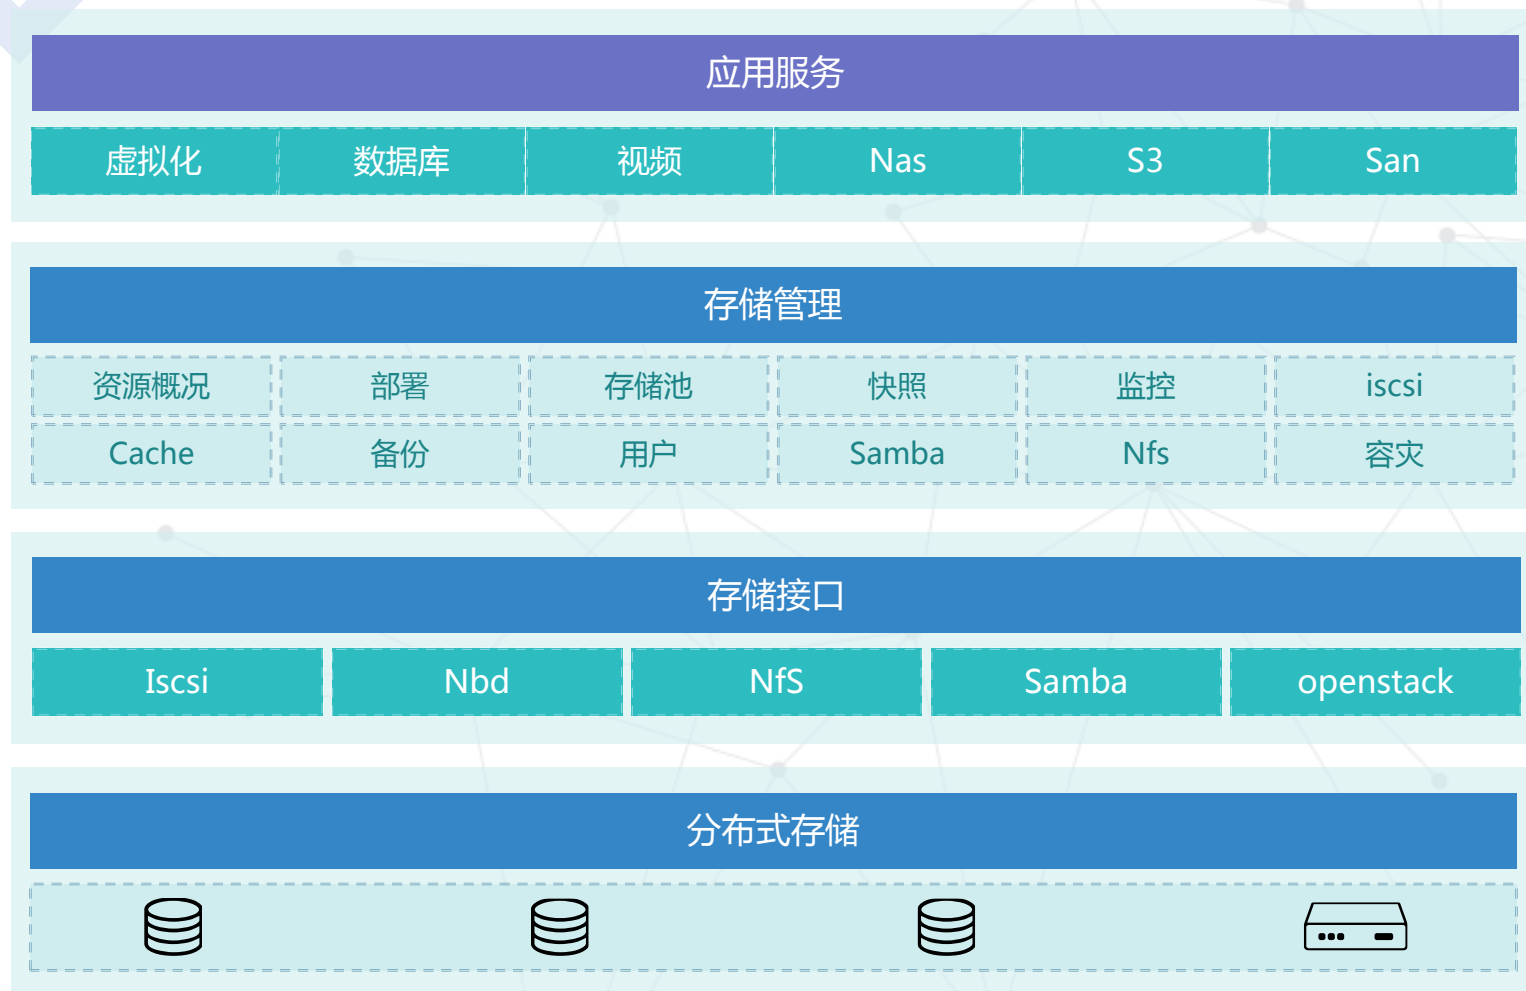 应用服务
虚拟化 数据库 视频 Nas S3 San
存储管理
资源概况 部署 存储池 快照 监控 iscsi
Cache 备份 用户 Samba Nfs 容灾
存储接口
Iscsi Nbd NfS Samba openstack
分布式存储